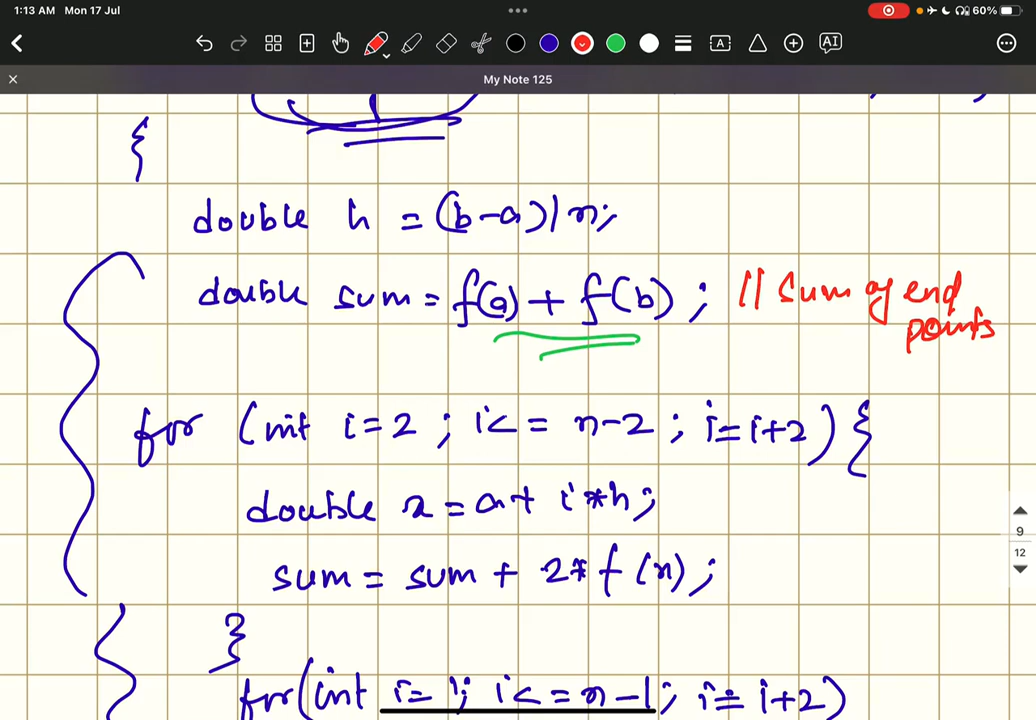 1:13 AM Mon 17 Jul
60%
A
AI
My Note 125
{
double h = (b-a)/n;
double sum = f(a) + f(b); // Sum of end points
for (int i=2; i<= n-2; i=i+2){
double x = a+ i*h;
sum = sum + 2* f(x);
}
for(int i=1; i<=n-1; i=i+2)
9
12